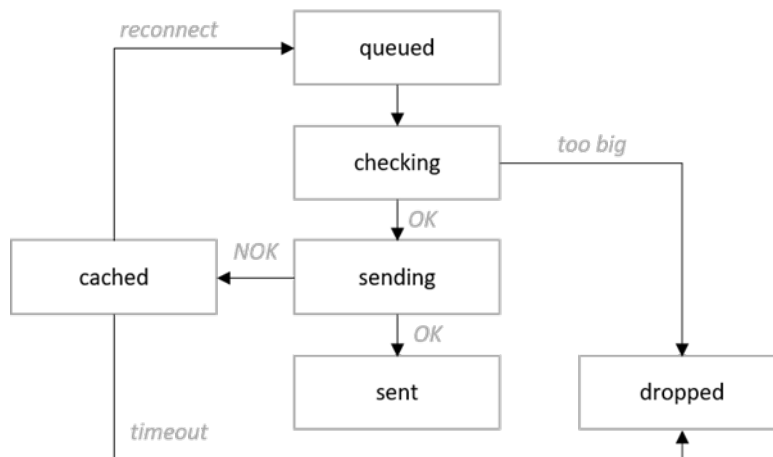 reconnect
queued
checking
too big
OK
NOK
cached
sending
OK
sent
dropped
timeout